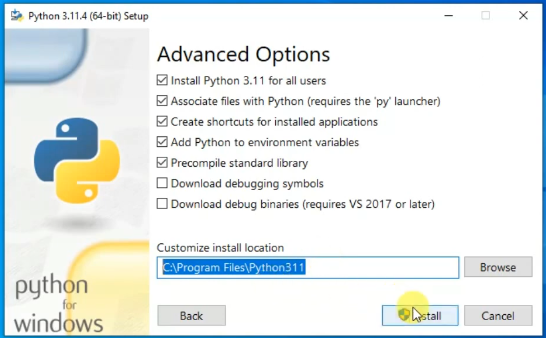 Python 3.11.4 (64-bit) Setup
Advanced Options
Install Python 3.11 for all users
Associate files with Python (requires the 'py' launcher)
Create shortcuts for installed applications
Add Python to environment variables
Precompile standard library
Download debugging symbols
Download debug binaries (requires VS 2017 or later)
Customize install location
C:\Program Files\Python311
Browse
python
for
windows
Back
Install
Cancel